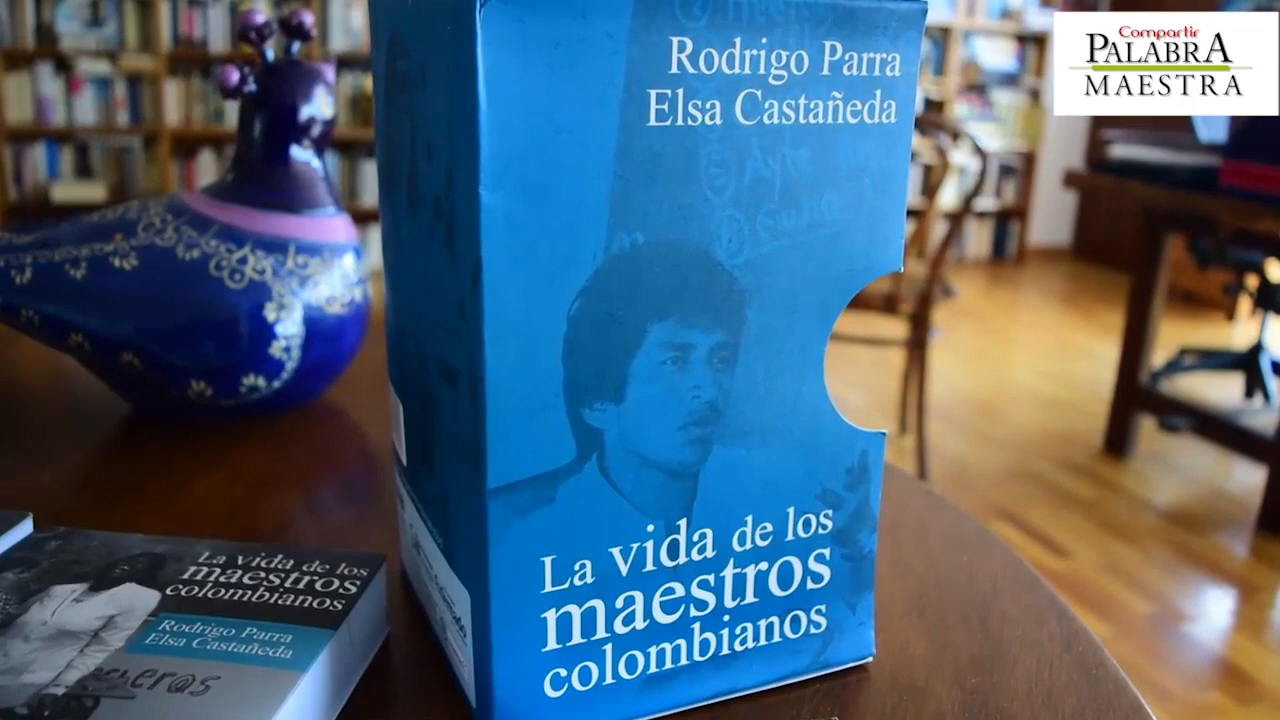 Compartir
PALABRA
MAESTRA
Rodrigo Parra
Elsa Castañeda
La vida de los
maestros
colombianos
La vida de los
maestros
colombianos
Rodrigo Parra
Elsa Castañeda